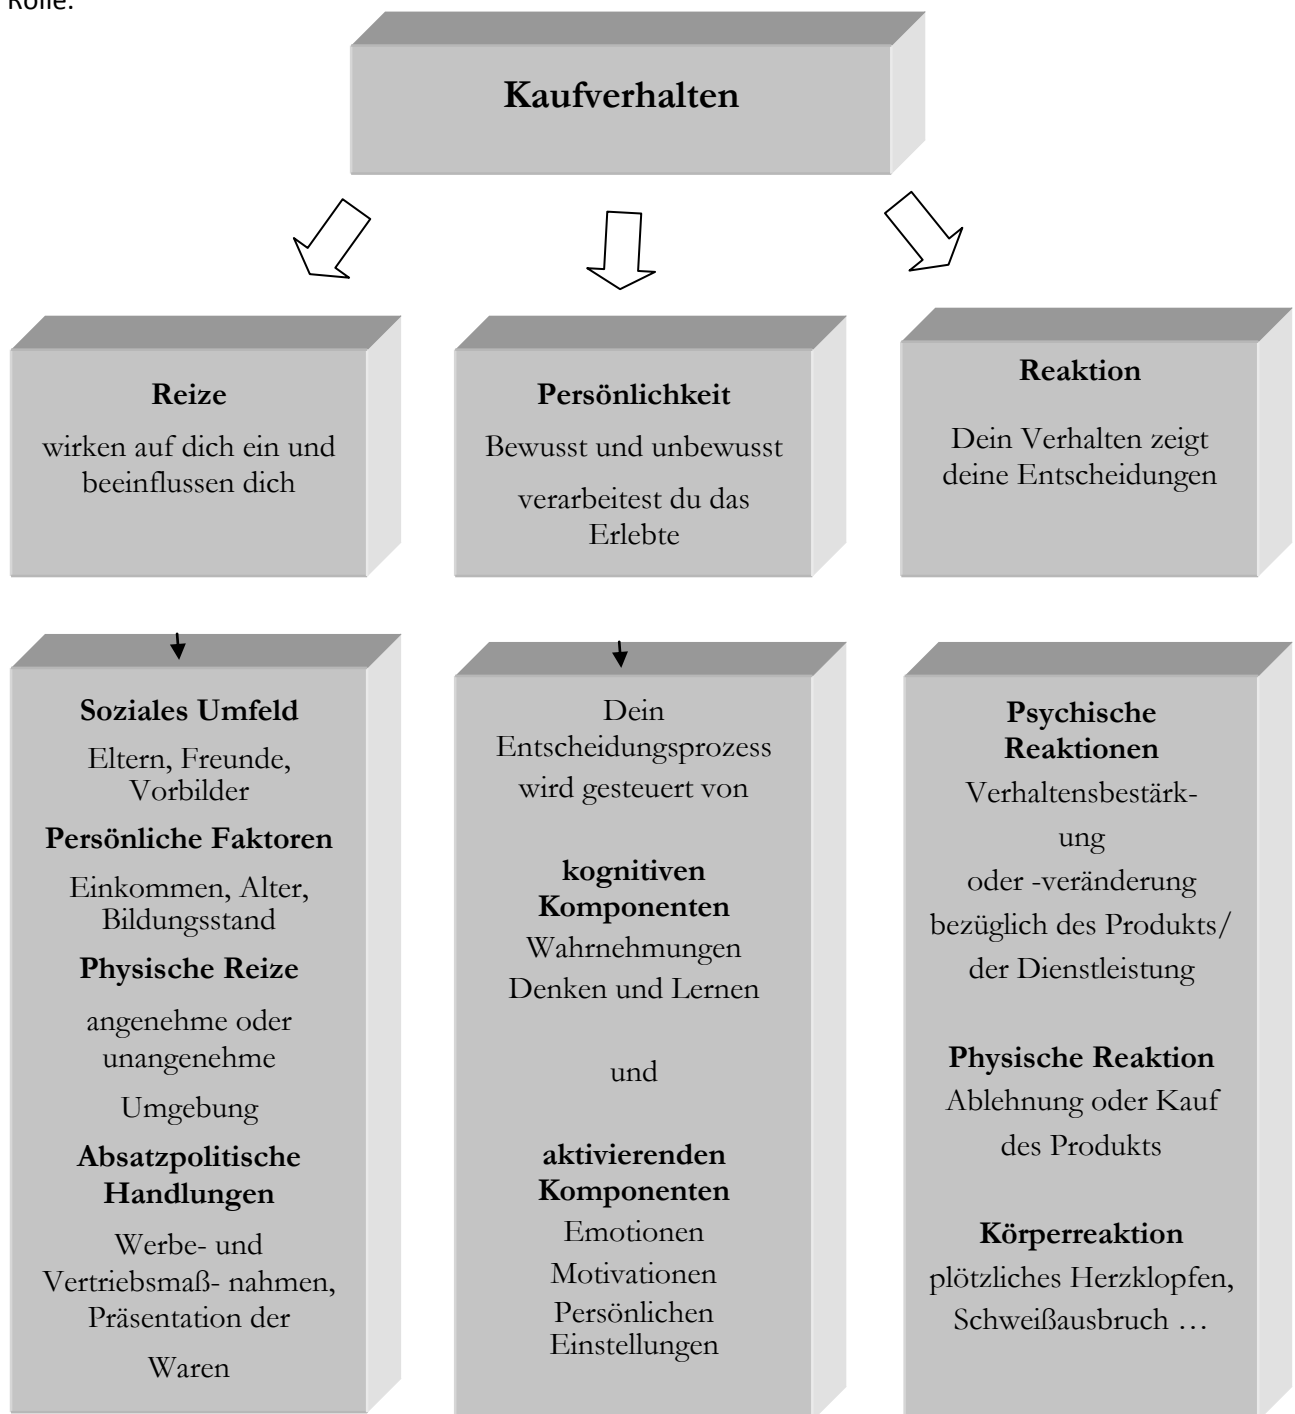 Rolle.
Kaufverhalten
Reize
wirken auf dich ein und
beeinflussen dich
Persönlichkeit
Bewusst und unbewusst
verarbeitest du das
Erlebte
Reaktion
Dein Verhalten zeigt
deine Entscheidungen
Soziales Umfeld
Eltern, Freunde,
Vorbilder
Persönliche Faktoren
Einkommen, Alter,
Bildungsstand
Physische Reize
angenehme oder
unangenehme
Umgebung
Absatzpolitische
Handlungen
Werbe- und
Vertriebsmaß- nahmen,
Präsentation der
Waren
Dein
Entscheidungsprozess
wird gesteuert von
kognitiven
Komponenten
Wahrnehmungen
Denken und Lernen
und
aktivierenden
Komponenten
Emotionen
Motivationen
Persönlichen
Einstellungen
Psychische
Reaktionen
Verhaltensbestärk-
ung
oder -veränderung
bezüglich des Produkts/
der Dienstleistung
Physische Reaktion
Ablehnung oder Kauf
des Produkts
Körperreaktion
plötzliches Herzklopfen,
Schweißausbruch …